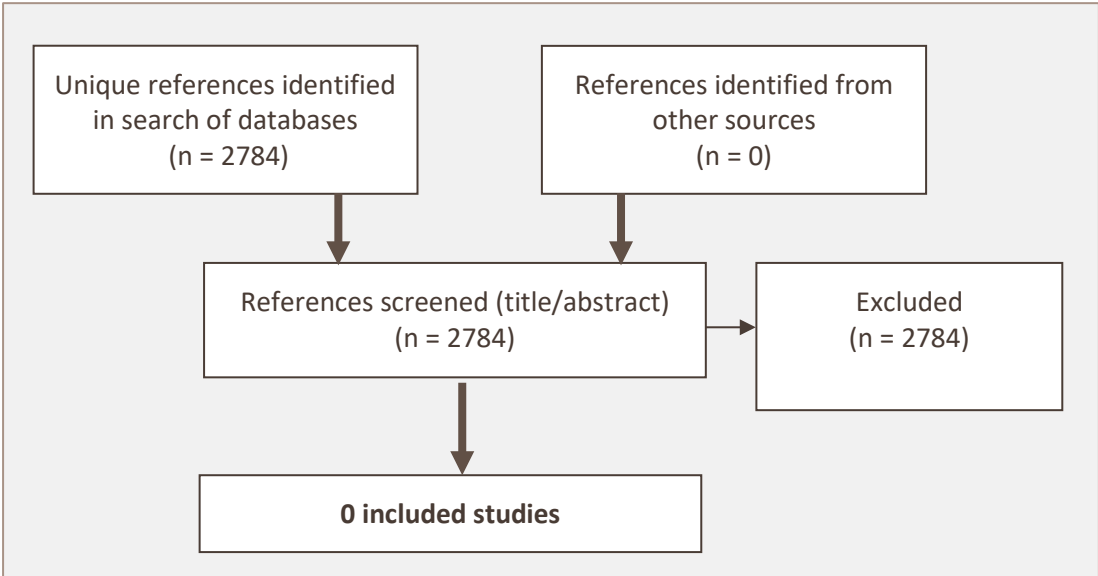 Unique references identified
in search of databases
(n = 2784)
References identified from
other sources
(n = 0)
References screened (title/abstract)
(n = 2784)
Excluded
(n = 2784)
0 included studies